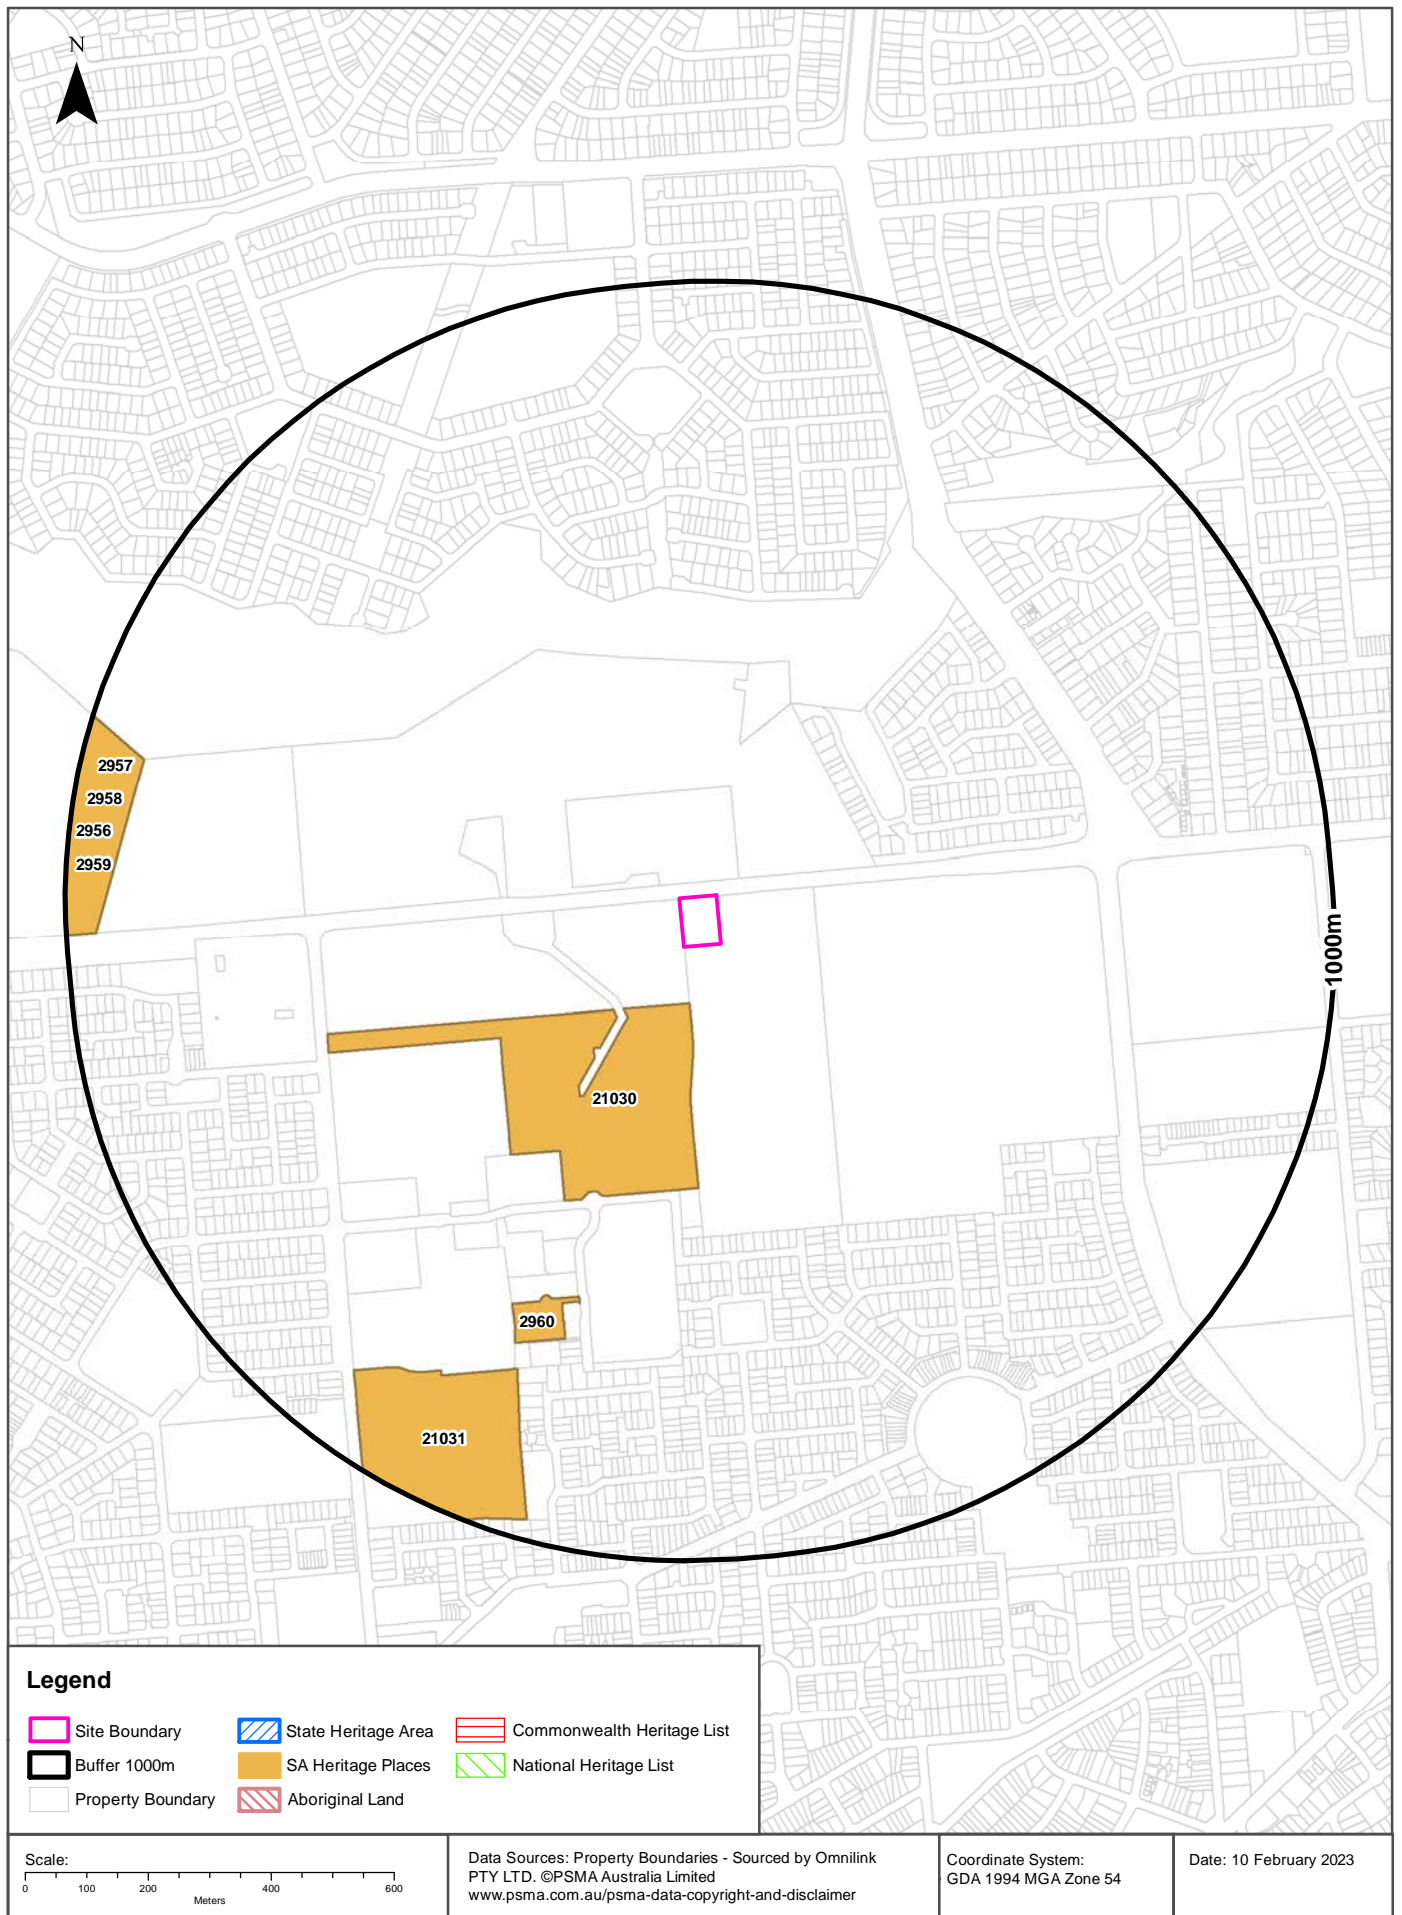 N
2957
2958
2956
2959
1000m
21030
2960
21031
Legend
Site Boundary
State Heritage Area
Commonwealth Heritage List
Buffer 1000m
SA Heritage Places
National Heritage List
Property Boundary
Aboriginal Land
Scale:
0 100 200 400 600
Meters
Data Sources: Property Boundaries - Sourced by Omnilink
PTY LTD. ©PSMA Australia Limited
www.psma.com.au/psma-data-copyright-and-disclaimer
Coordinate System:
GDA 1994 MGA Zone 54
Date: 10 February 2023